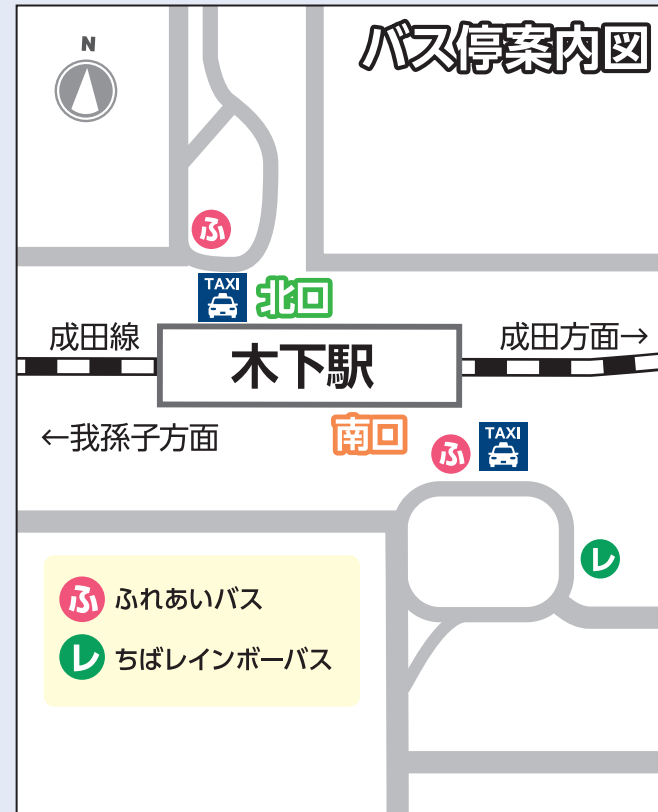 バス停案内図
N
ふ
TAXI
北口
成田線
木下駅
成田方面→
←我孫子方面
南口
ふ
TAXI
レ
ふ ふれあいバス
レ ちばレインボーバス